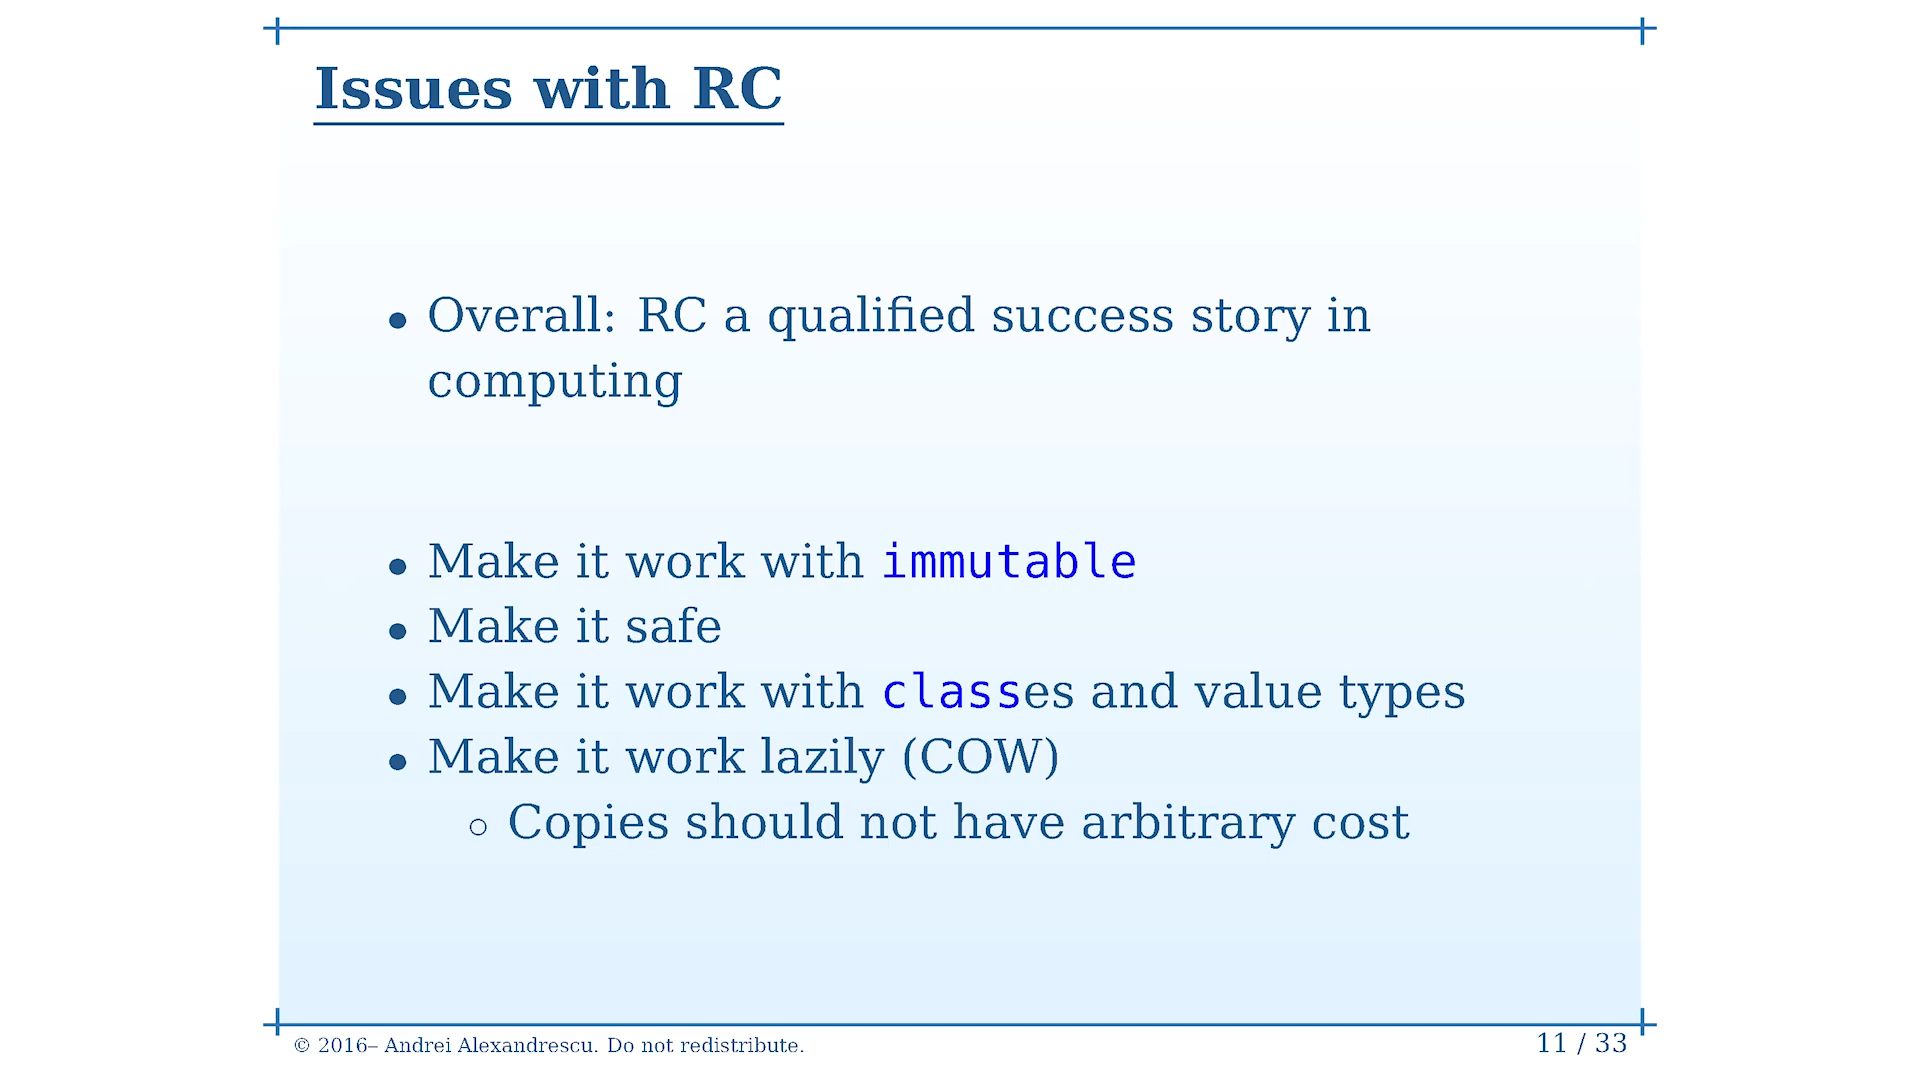 Issues with RC
• Overall: RC a qualified success story in
computing
• Make it work with immutable
• Make it safe
• Make it work with classes and value types
• Make it work lazily (COW)
○ Copies should not have arbitrary cost
© 2016– Andrei Alexandrescu. Do not redistribute.
11 / 33